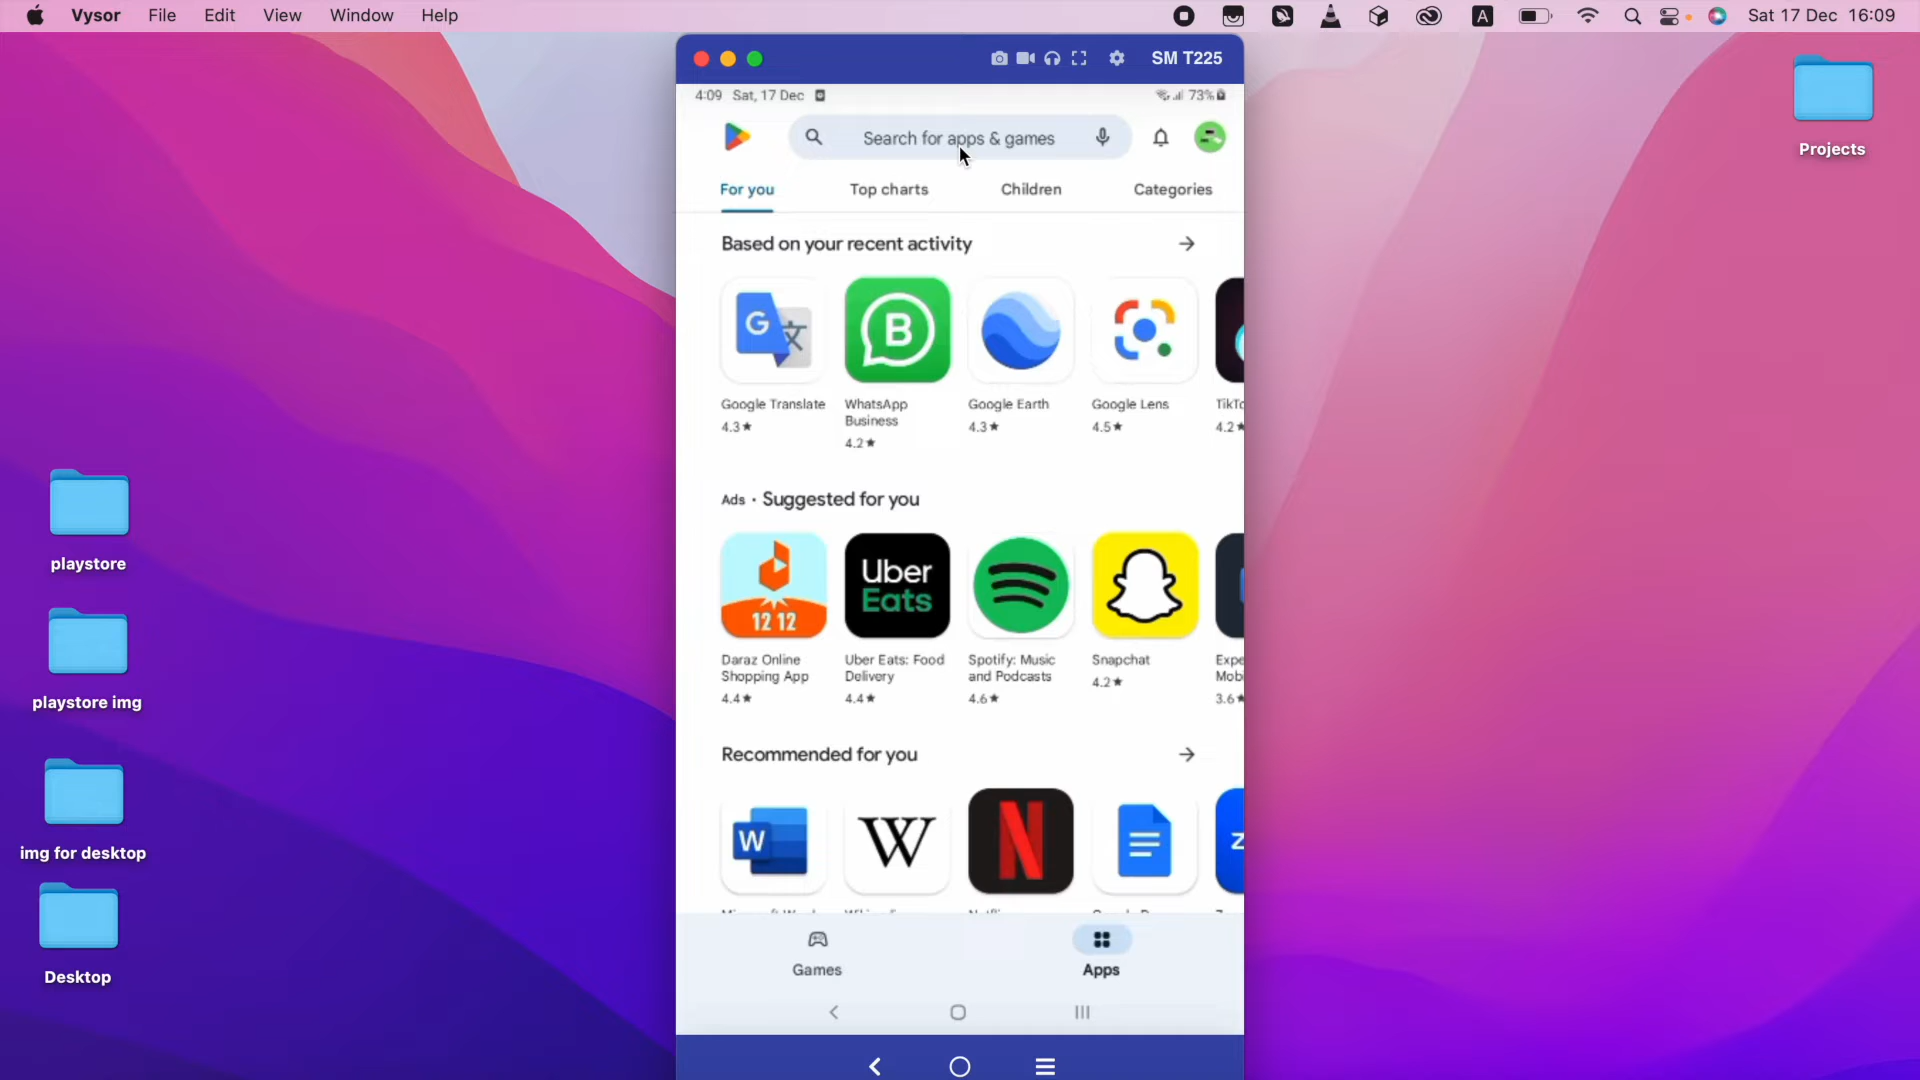 Vysor File Edit View Window Help
A
Sat 17 Dec 16:09
SM T225
4:09 Sat, 17 Dec
73%
Search for apps & games
For you Top charts Children Categories
Based on your recent activity
G 文
B
Google Translate
4.3★
WhatsApp
Business
4.2★
Google Earth
4.3★
Google Lens
4.5★
TikTo
4.2★
Ads · Suggested for you
12 12
Uber
Eats
Daraz Online
Shopping App
4.4★
Uber Eats: Food
Delivery
4.4★
Spotify: Music
and Podcasts
4.6★
Snapchat
4.2★
Expe
Mob
3.6★
Recommended for you
W
W
N
Games
Apps
Projects
playstore
playstore img
img for desktop
Desktop